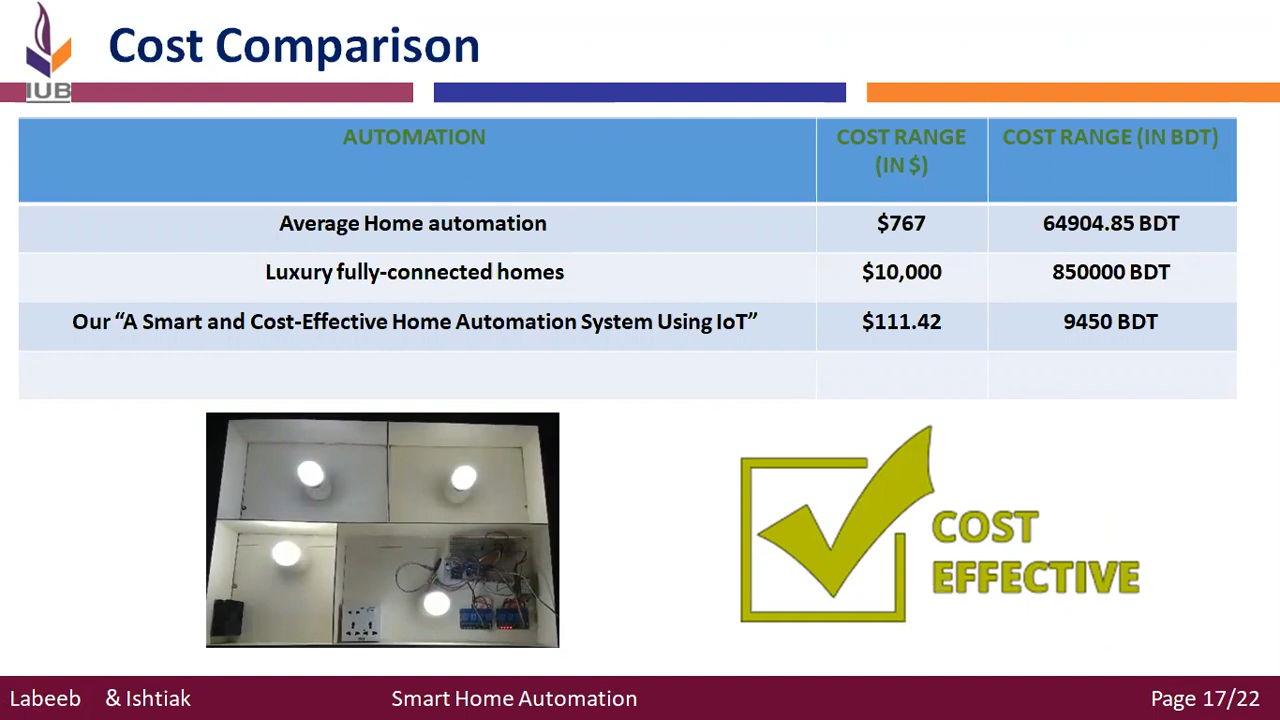 IUB
Cost Comparison
AUTOMATION
COST RANGE
(IN $)
COST RANGE (IN BDT)
Average Home automation
$767
64904.85 BDT
Luxury fully-connected homes
$10,000
850000 BDT
Our “A Smart and Cost-Effective Home Automation System Using IoT”
$111.42
9450 BDT
COST
EFFECTIVE
Labeeb & Ishtiak
Smart Home Automation
Page 17/22